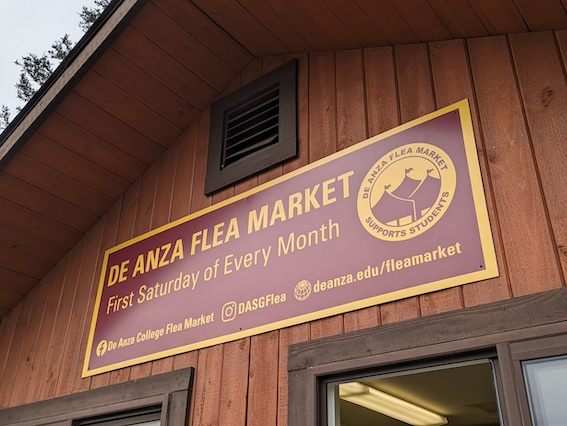 DE ANZA FLEA MARKET
First Saturday of Every Month
De Anza College Flea Market DASGFlea deanza.edu/fleamarket
DE ANZA FLEA MARKET
SUPPORTS STUDENTS